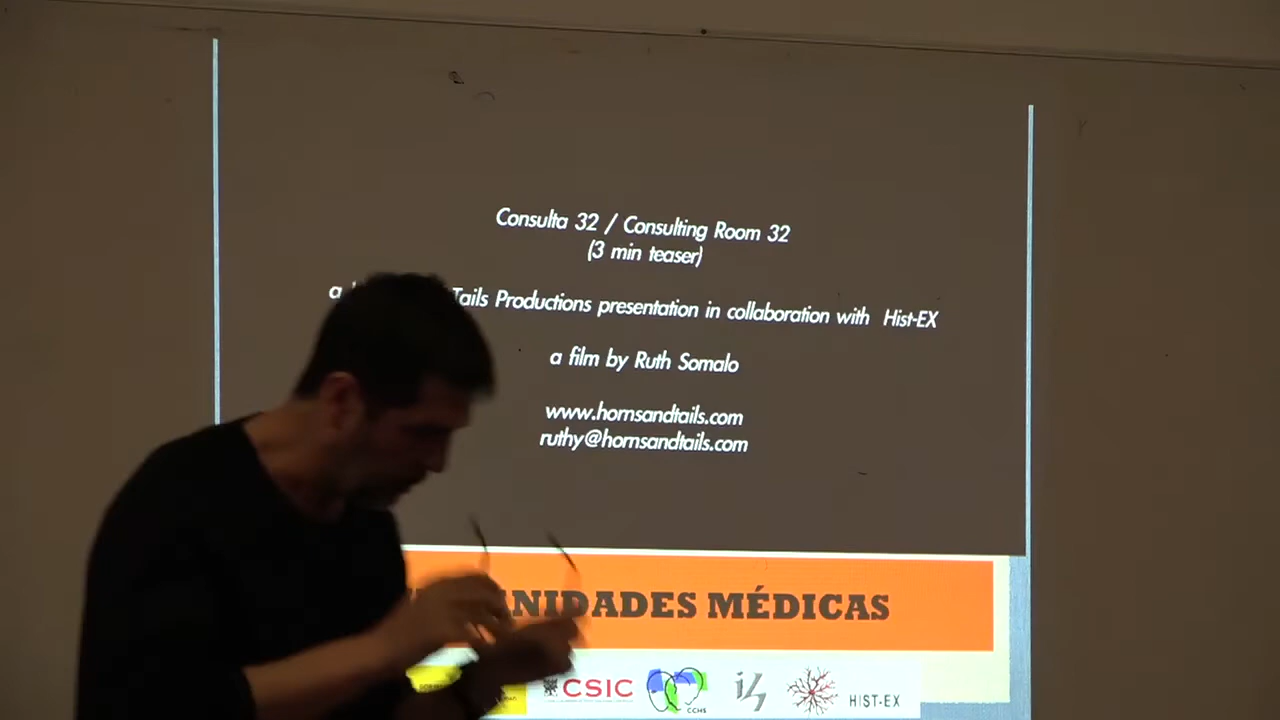 Consulta 32 / Consulting Room 32
(3 min teaser)
a Tails Productions presentation in collaboration with Hist-EX
a film by Ruth Somalo
www.hornsandtails.com
ruthy@hornsandtails.com
ANIDADES MÉDICAS
CSIC
CCHS
HIST-EX